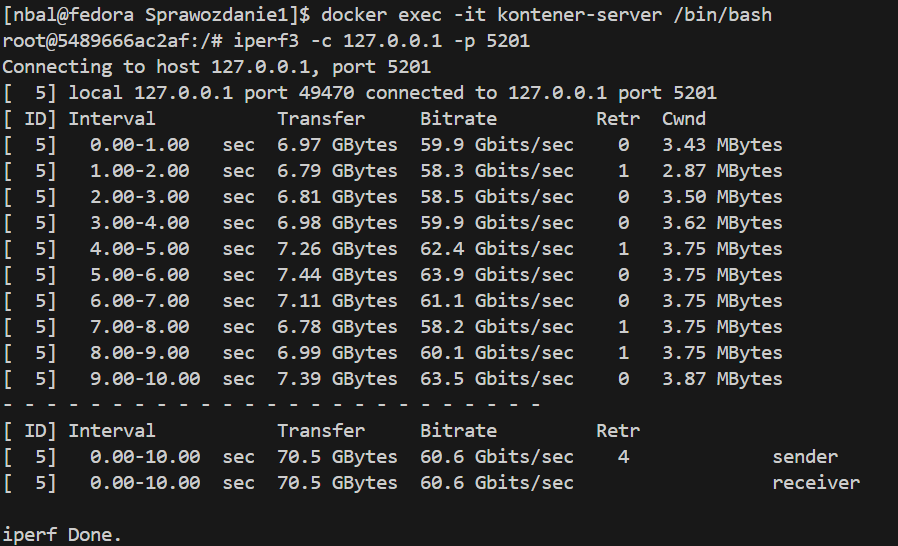 [nbal@fedora Sprawozdanie1]$ docker exec -it kontener-server /bin/bash
root@5489666ac2af:/# iperf3 -c 127.0.0.1 -p 5201
Connecting to host 127.0.0.1, port 5201
[  5] local 127.0.0.1 port 49470 connected to 127.0.0.1 port 5201
[ ID] Interval           Transfer     Bitrate         Retr  Cwnd
[  5]   0.00-1.00   sec  6.97 GBytes  59.9 Gbits/sec    0   3.43 MBytes
[  5]   1.00-2.00   sec  6.79 GBytes  58.3 Gbits/sec    1   2.87 MBytes
[  5]   2.00-3.00   sec  6.81 GBytes  58.5 Gbits/sec    0   3.50 MBytes
[  5]   3.00-4.00   sec  6.98 GBytes  59.9 Gbits/sec    0   3.62 MBytes
[  5]   4.00-5.00   sec  7.26 GBytes  62.4 Gbits/sec    1   3.75 MBytes
[  5]   5.00-6.00   sec  7.44 GBytes  63.9 Gbits/sec    0   3.75 MBytes
[  5]   6.00-7.00   sec  7.11 GBytes  61.1 Gbits/sec    0   3.75 MBytes
[  5]   7.00-8.00   sec  6.78 GBytes  58.2 Gbits/sec    1   3.75 MBytes
[  5]   8.00-9.00   sec  6.99 GBytes  60.1 Gbits/sec    1   3.75 MBytes
[  5]   9.00-10.00  sec  7.39 GBytes  63.5 Gbits/sec    0   3.87 MBytes
- - - - - - - - - - - - - - - - - - - - - - - - -
[ ID] Interval           Transfer     Bitrate         Retr
[  5]   0.00-10.00  sec  70.5 GBytes  60.6 Gbits/sec    4             sender
[  5]   0.00-10.00  sec  70.5 GBytes  60.6 Gbits/sec                  receiver
iperf Done.